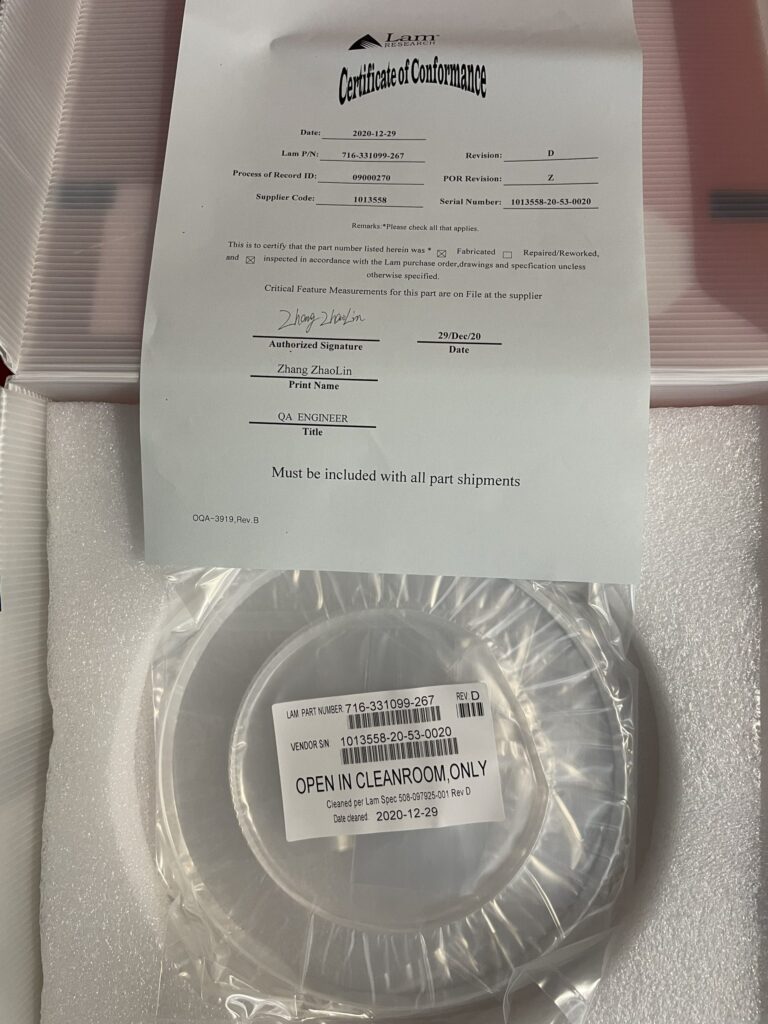 Lam
RESEARCH
Certificate of Conformance
Date: 2020-12-29
Lam P/N: 716-331099-267 Revision: D
Process of Record ID: 09000270 POR Revision: Z
Supplier Code: 1013558 Serial Number: 1013558-20-53-0020
Remarks:*Please check all that applies.
This is to certify that the part number listed herein was * ☒ Fabricated ☐ Repaired/Reworked,
and ☒ inspected in accordance with the Lam purchase order,drawings and specfication unless
otherwise specified.
Critical Feature Measurements for this part are on File at the supplier
Zhang ZhaoLin 29/Dec/20
Authorized Signature Date
Zhang ZhaoLin
Print Name
QA ENGINEER
Title
Must be included with all part shipments
OQA-3919,Rev.B
LAM PART NUMBER: 716-331099-267 REV D
VENDOR S/N 1013558-20-53-0020
OPEN IN CLEANROOM,ONLY
Cleaned per Lam Spec 508-097925-001 Rev D
Date cleaned: 2020-12-29